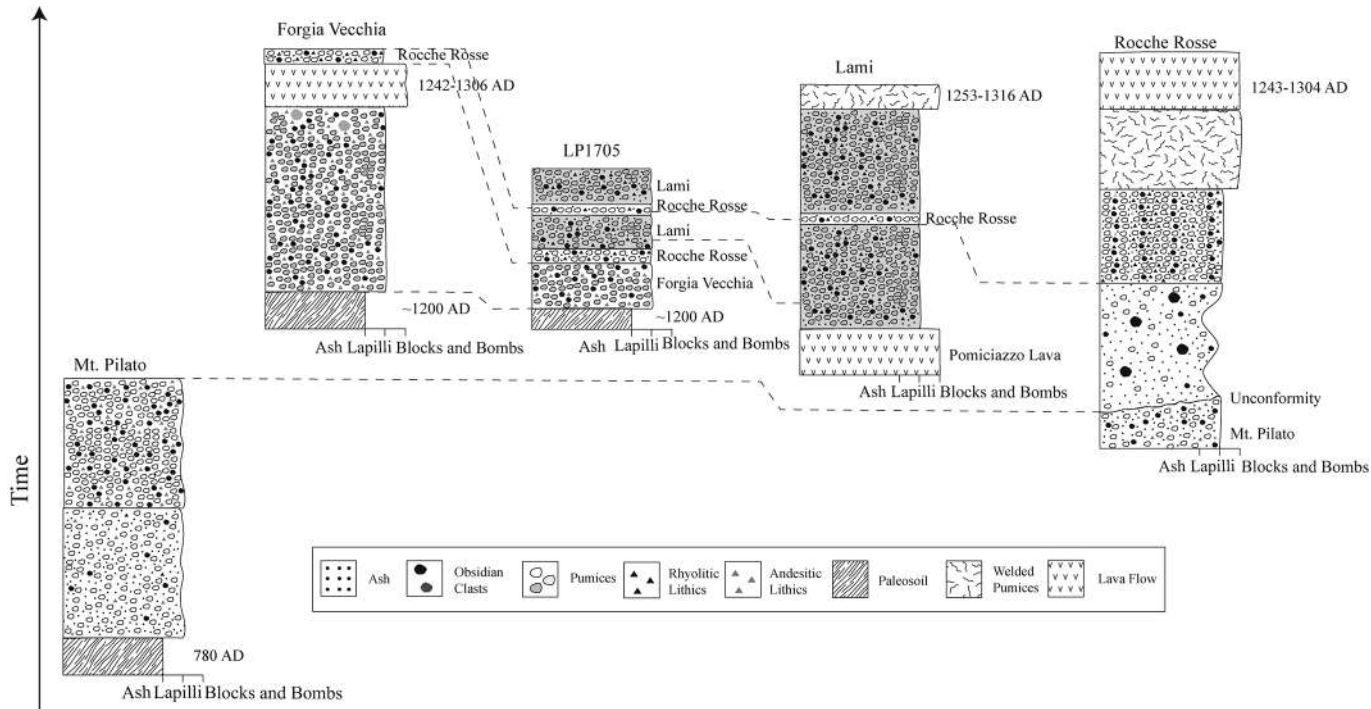 Time
Forgia Vecchia
Rocche Rosse
1242-1306 AD
~1200 AD
Ash Lapilli Blocks and Bombs
LP1705
Lami
Rocche Rosse
Lami
Rocche Rosse
Forgia Vecchia
~1200 AD
Ash Lapilli Blocks and Bombs
Lami
1253-1316 AD
Rocche Rosse
Pomiciazzo Lava
Ash Lapilli Blocks and Bombs
Rocche Rosse
1243-1304 AD
Unconformity
Mt. Pilato
Ash Lapilli Blocks and Bombs
Mt. Pilato
780 AD
Ash Lapilli Blocks and Bombs
Ash
Obsidian
Clasts
Pumices
Rhyolitic
Lithics
Andesitic
Lithics
Paleosoil
Welded
Pumices
Lava Flow